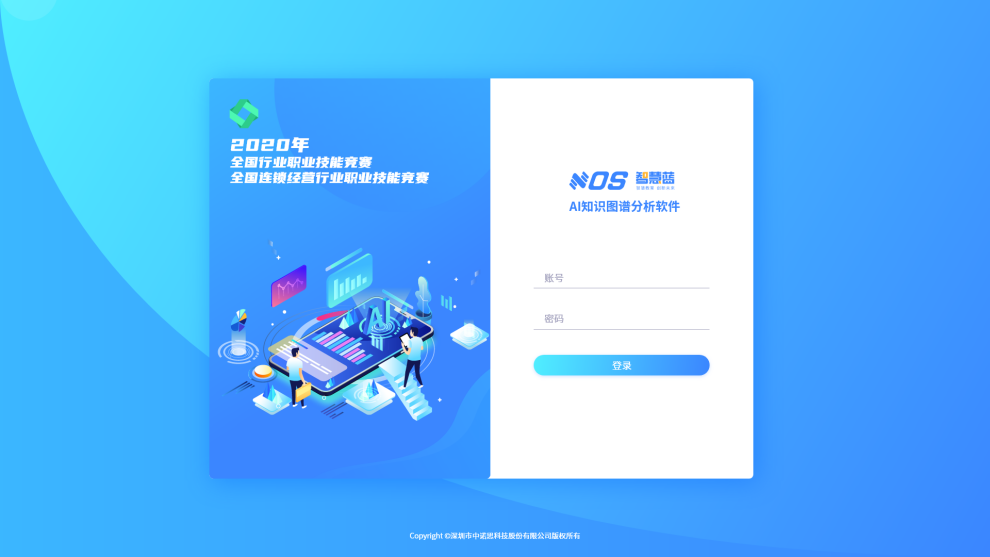 2020年
全国行业职业技能竞赛
全国连锁经营行业职业技能竞赛
NOS 智慧蓝
AI知识图谱分析软件
账号
密码
登录
AI
Copyright ©深圳市中诺思科技股份有限公司版权所有